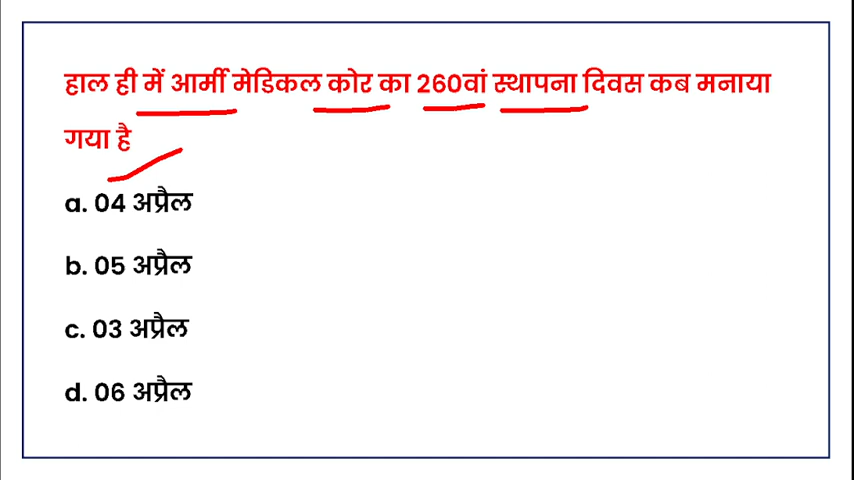 हाल ही में आर्मी मेडिकल कोर का 260वां स्थापना दिवस कब मनाया
गया है
a. 04 अप्रैल
b. 05 अप्रैल
c. 03 अप्रैल
d. 06 अप्रैल